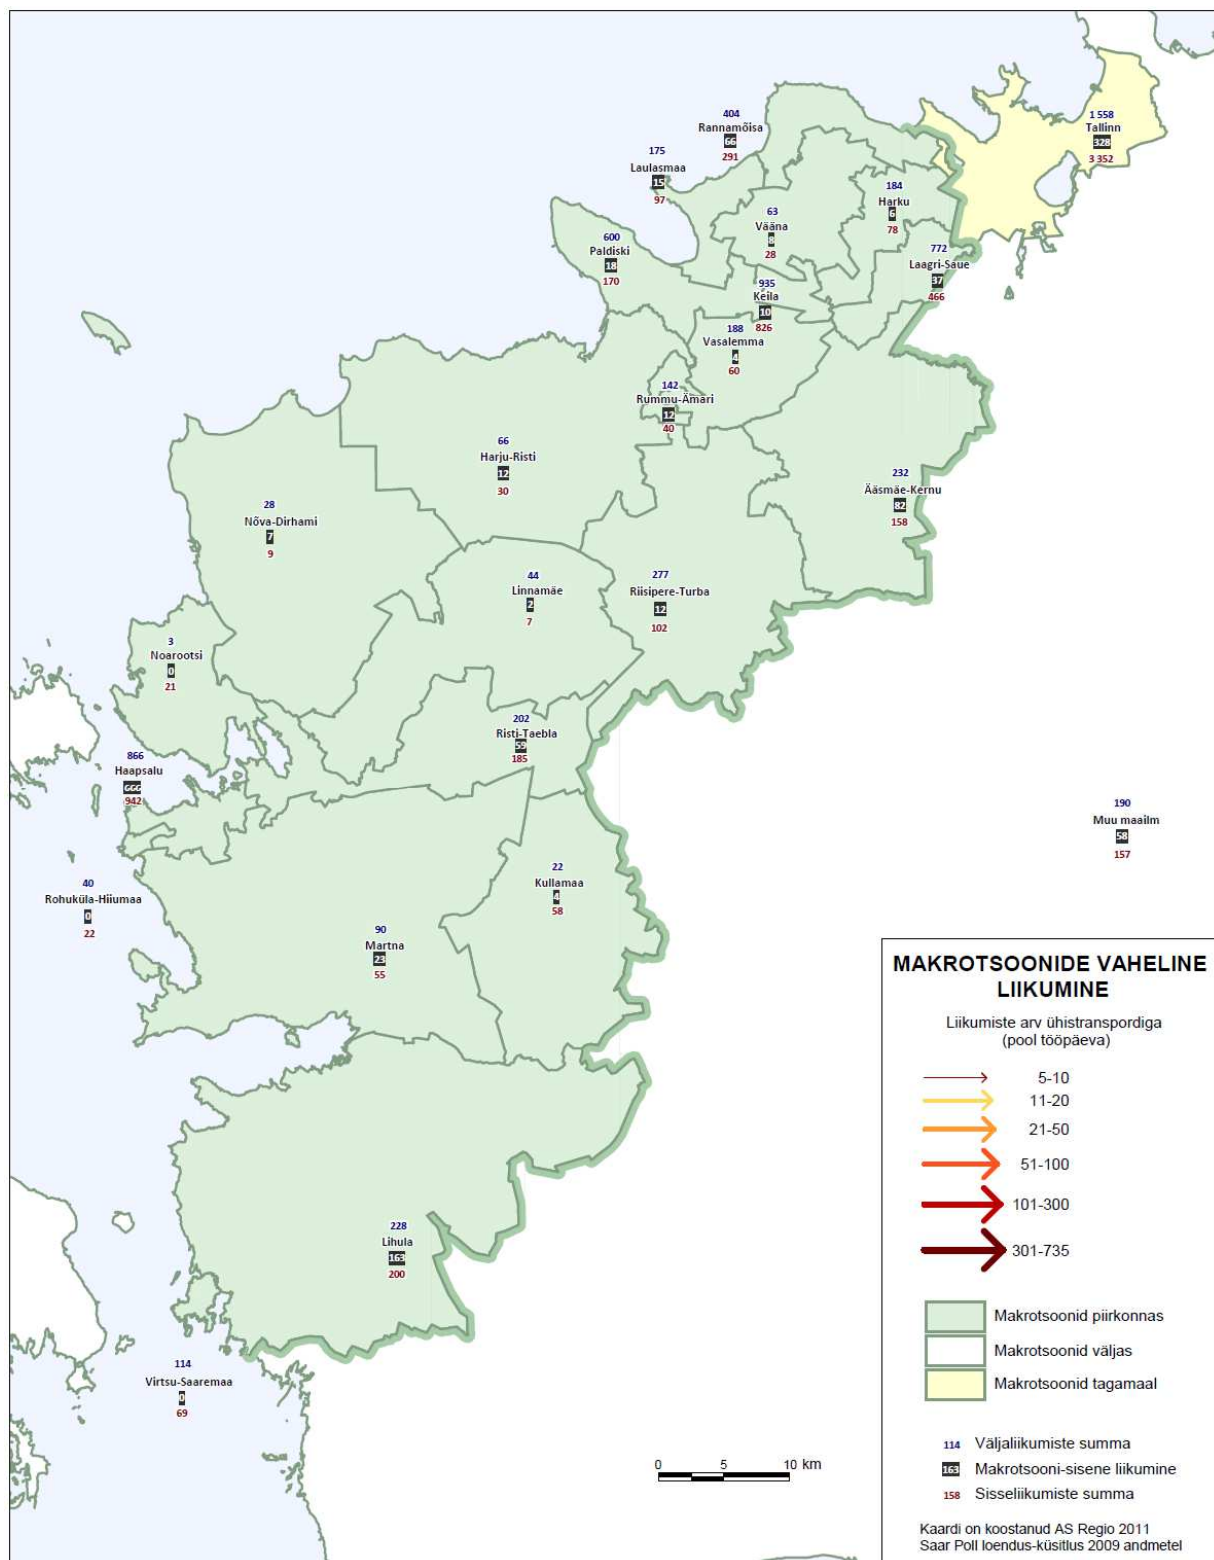 404
Rannamõisa
66
291
1 558
Tallinn
328
3 352
175
Laulasmaa
15
97
184
Harku
6
78
63
Vääna
8
28
600
Paldiski
18
170
772
Laagri-Saue
37
466
935
Keila
10
826
188
Vasalemma
4
60
142
Rummu-Ämari
12
40
66
Harju-Risti
12
30
232
Ääsmäe-Kernu
82
158
28
Nõva-Dirhami
7
9
44
Linnamäe
2
7
277
Riisipere-Turba
12
102
3
Noarootsi
0
21
202
Risti-Taebla
185
866
Haapsalu
666
942
190
Muu maailm
58
157
22
Kullamaa
4
58
40
Rohuküla-Hiiumaa
0
22
90
Martna
23
55
228
Lihula
163
200
114
Virtsu-Saaremaa
0
69
MAKROTSOONIDE VAHELINE
LIIKUMINE
Liikumiste arv ühistranspordiga
(pool tööpäeva)
5-10
11-20
21-50
51-100
101-300
301-735
Makrotsoonid piirkonnas
Makrotsoonid väljas
Makrotsoonid tagamaal
114 Väljaliikumiste summa
163 Makrotsooni-sisene liikumine
158 Sisseliikumiste summa
0 5 10 km
Kaardi on koostanud AS Regio 2011
Saar Poll loendus-küsitlus 2009 andmetel